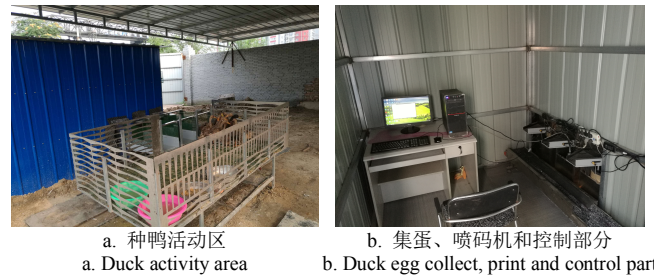 a. 种鸭活动区
a. Duck activity area
b. 集蛋、喷码机和控制部分
b. Duck egg collect, print and control part